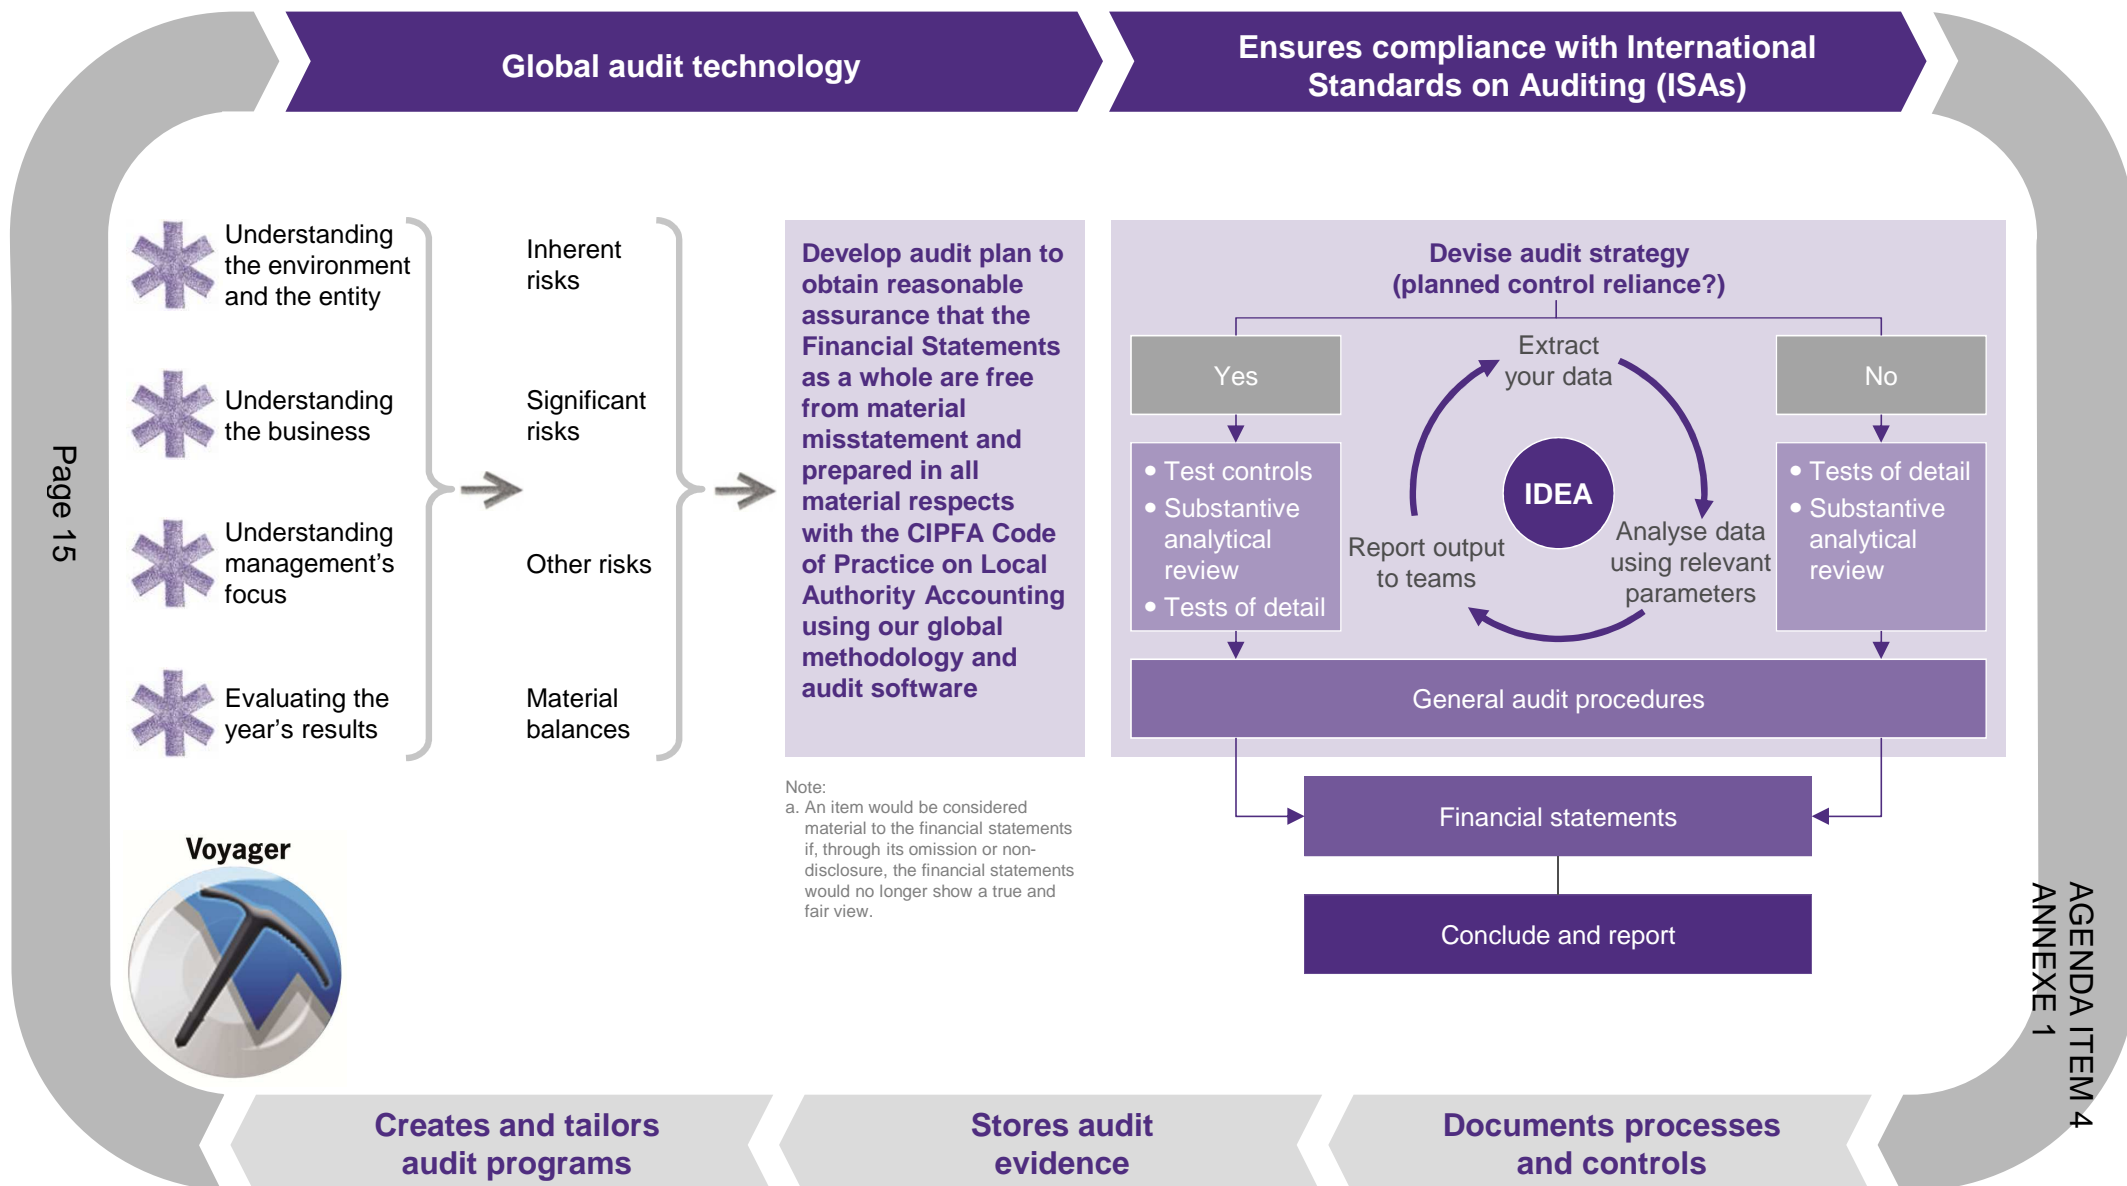 Global audit technology
Ensures compliance with International
Standards on Auditing (ISAs)
Understanding
the environment
and the entity
Understanding
the business
Understanding
management's
focus
Evaluating the
year's results
Inherent
risks
Significant
risks
Other risks
Material
balances
Develop audit plan to
obtain reasonable
assurance that the
Financial Statements
as a whole are free
from material
misstatement and
prepared in all
material respects
with the CIPFA Code
of Practice on Local
Authority Accounting
using our global
methodology and
audit software
Note:
a. An item would be considered
material to the financial statements
if, through its omission or non-
disclosure, the financial statements
would no longer show a true and
fair view.
Devise audit strategy
(planned control reliance?)
Yes
No
Extract
your data
IDEA
Analyse data
using relevant
parameters
Report output
to teams
• Test controls
• Substantive
analytical
review
• Tests of detail
• Tests of detail
• Substantive
analytical
review
General audit procedures
Financial statements
Conclude and report
Voyager
Creates and tailors
audit programs
Stores audit
evidence
Documents processes
and controls
Page 15
AGENDA ITEM 4
ANNEXE 1